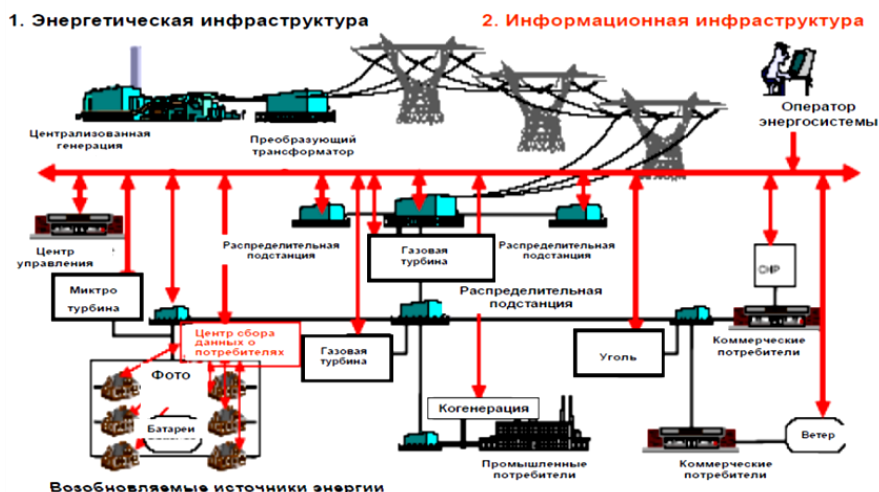 1. Энергетическая инфраструктура
2. Информационная инфраструктура
Централизованная
генерация
Преобразующий
трансформатор
Оператор
энергосистемы
Центр
управления
Распределительная
подстанция
Газовая
турбина
Распределительная
подстанция
CHP
Миктро
турбина
Распределительная
подстанция
Центр сбора
данных о
потребителях
Газовая
турбина
Уголь
Коммерческие
потребители
Фото
Батареи
Когенерация
Промышленные
потребители
Коммерческие
потребители
Ветер
Возобновляемые источники энергии